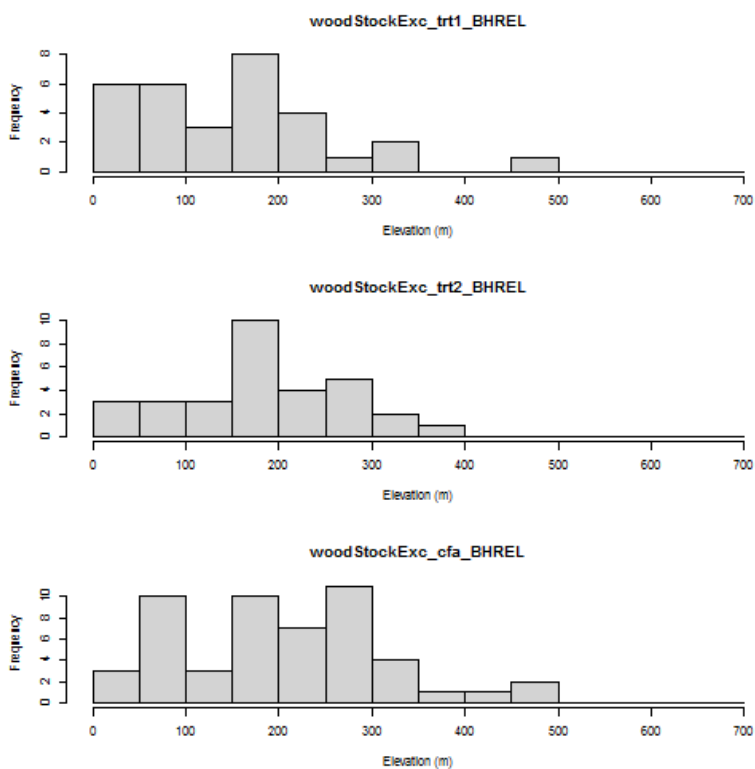 woodStockExc_trt1_BHREL
Frequency
8
6
4
2
0
0 100 200 300 400 500 600 700
Elevation (m)
woodStockExc_trt2_BHREL
Frequency
10
8
6
4
2
0
0 100 200 300 400 500 600 700
Elevation (m)
woodStockExc_cfa_BHREL
Frequency
10
8
6
4
2
0
0 100 200 300 400 500 600 700
Elevation (m)